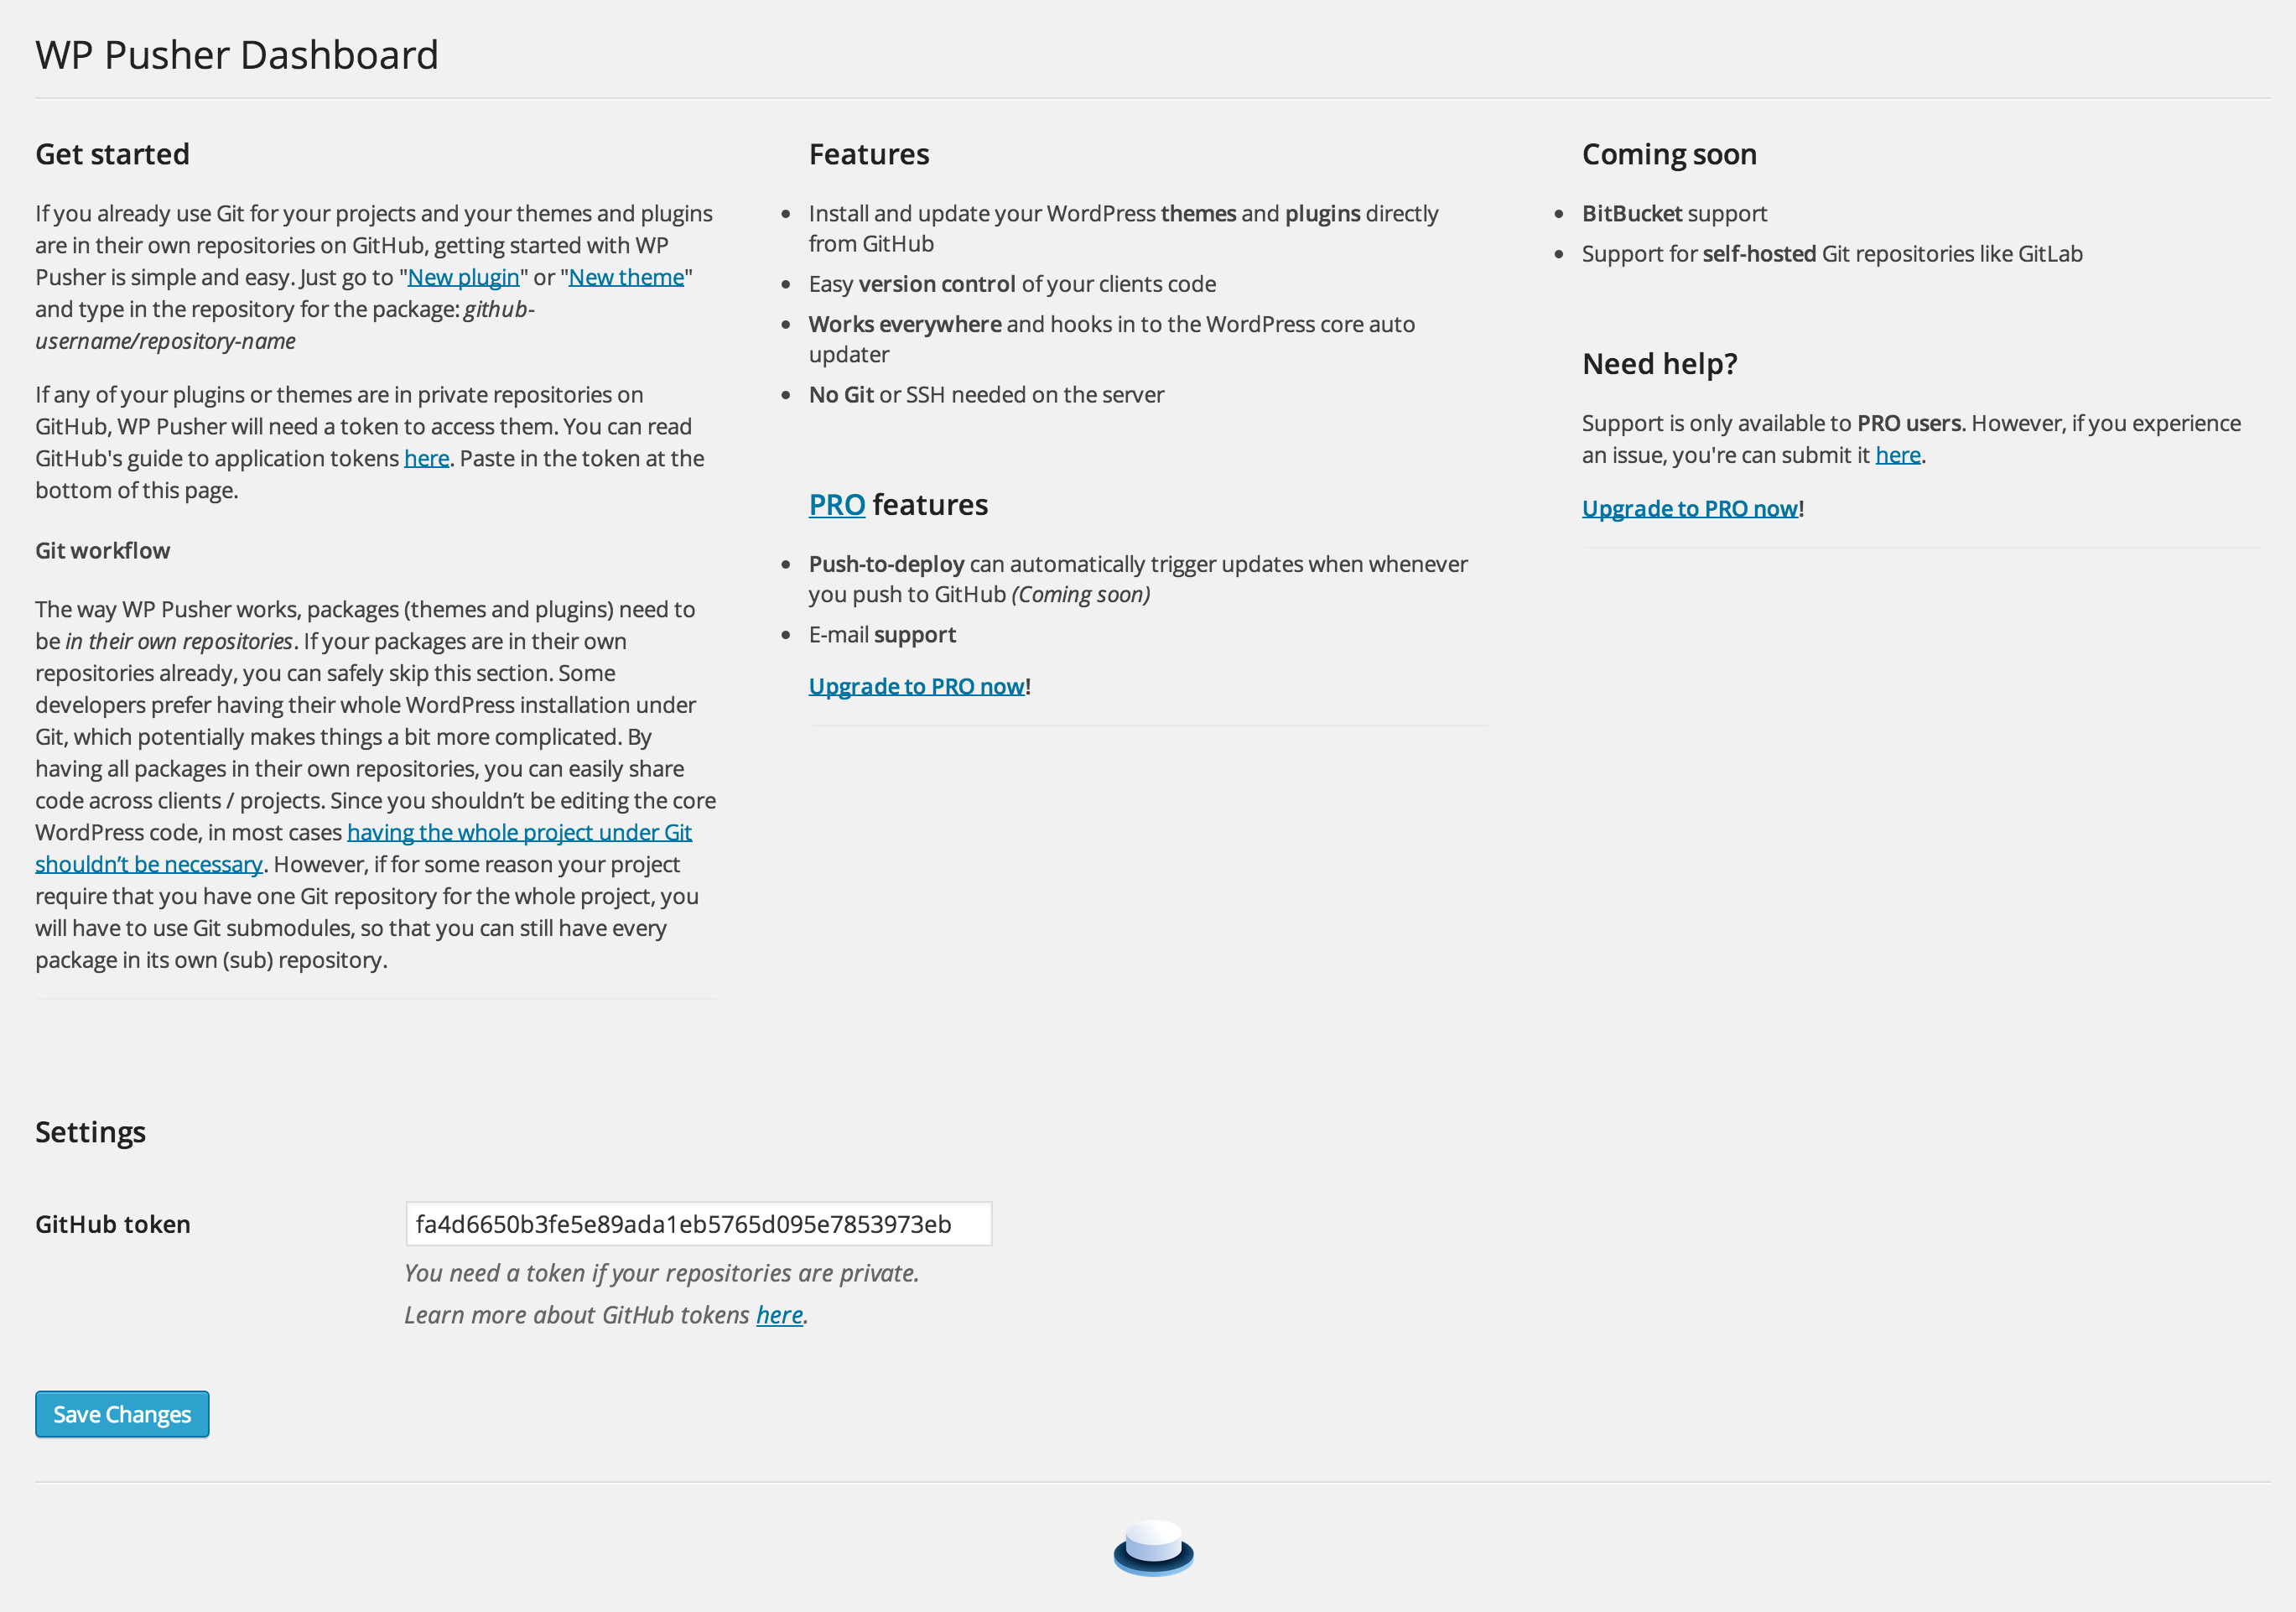 WP Pusher Dashboard
Get started
If you already use Git for your projects and your themes and plugins
are in their own repositories on GitHub, getting started with WP
Pusher is simple and easy. Just go to "New plugin" or "New theme"
and type in the repository for the package: github-
username/repository-name
If any of your plugins or themes are in private repositories on
GitHub, WP Pusher will need a token to access them. You can read
GitHub's guide to application tokens here. Paste in the token at the
bottom of this page.
Git workflow
The way WP Pusher works, packages (themes and plugins) need to
be in their own repositories. If your packages are in their own
repositories already, you can safely skip this section. Some
developers prefer having their whole WordPress installation under
Git, which potentially makes things a bit more complicated. By
having all packages in their own repositories, you can easily share
code across clients / projects. Since you shouldn’t be editing the core
WordPress code, in most cases having the whole project under Git
shouldn’t be necessary. However, if for some reason your project
require that you have one Git repository for the whole project, you
will have to use Git submodules, so that you can still have every
package in its own (sub) repository.
Features
• Install and update your WordPress themes and plugins directly
from GitHub
• Easy version control of your clients code
• Works everywhere and hooks in to the WordPress core auto
updater
• No Git or SSH needed on the server
PRO features
• Push-to-deploy can automatically trigger updates when whenever
you push to GitHub (Coming soon)
• E-mail support
Upgrade to PRO now!
Coming soon
• BitBucket support
• Support for self-hosted Git repositories like GitLab
Need help?
Support is only available to PRO users. However, if you experience
an issue, you're can submit it here.
Upgrade to PRO now!
Settings
GitHub token
fa4d6650b3fe5e89ada1eb5765d095e7853973eb
You need a token if your repositories are private.
Learn more about GitHub tokens here.
Save Changes